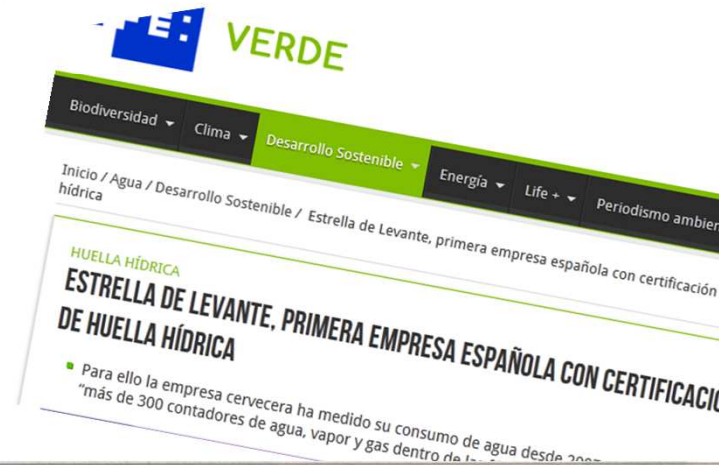 EFE:
VERDE
Biodiversidad Clima Desarrollo Sostenible Energía Life + Periodismo
Inicio / Agua / Desarrollo Sostenible / Estrella de Levante, primera empresa española con certificación
hídrica
HUELLA HÍDRICA
ESTRELLA DE LEVANTE, PRIMERA EMPRESA ESPAÑOLA CON
DE HUELLA HÍDRICA
Para ello la empresa cervecera ha medido su consumo de agua desde
"más de 300 contadores de agua, vapor y gas dentro de